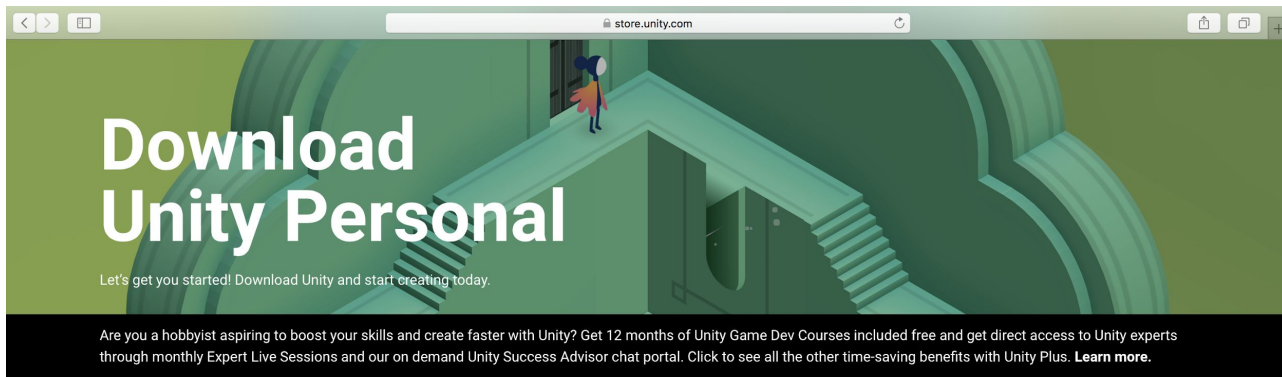 store.unity.com
Download
Unity Personal
Let's get you started! Download Unity and start creating today.
Are you a hobbyist aspiring to boost your skills and create faster with Unity? Get 12 months of Unity Game Dev Courses included free and get direct access to Unity experts
through monthly Expert Live Sessions and our on demand Unity Success Advisor chat portal. Click to see all the other time-saving benefits with Unity Plus. Learn more.